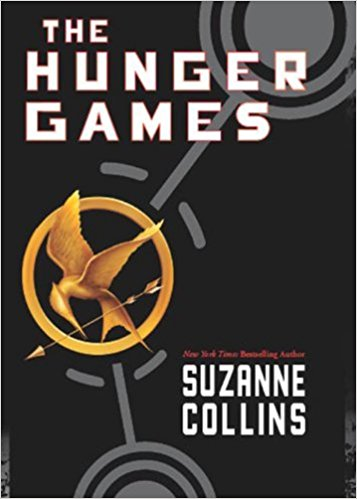 THE
HUNGER
GAMES
New York Times Bestselling Author
SUZANNE
COLLINS